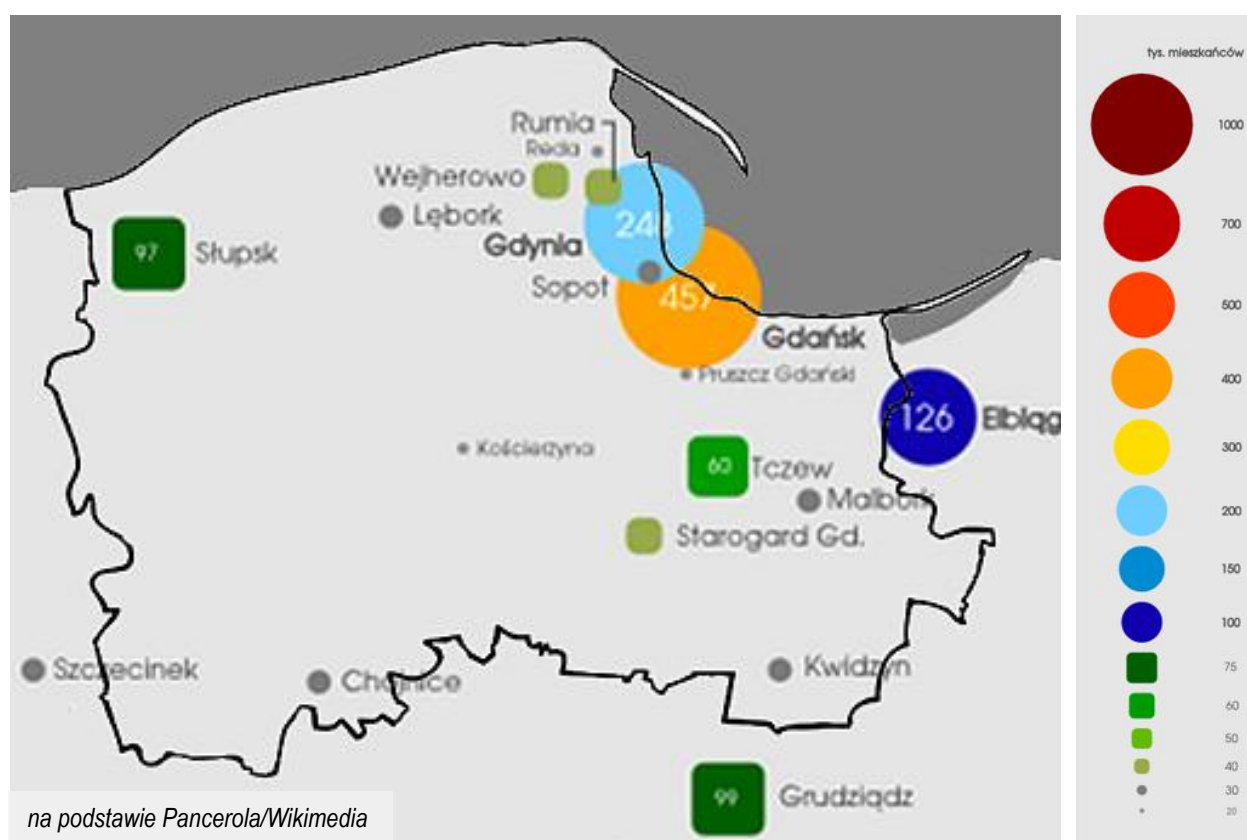 Rumia
Reda
Wejherowo
Lębork
248
Gdynia
97
Słupsk
Sopot
457
Gdańsk
Pruszcz Gdański
126
Elbląg
Kościerzyna
60
Tczew
Malbork
Starogard Gd.
Szczecinek
Chojnice
Kwidzyn
99
Grudziądz
na podstawie Pancerola/Wikimedia
tys. mieszkańców
1000
700
500
400
300
200
150
100
75
60
50
40
30
20